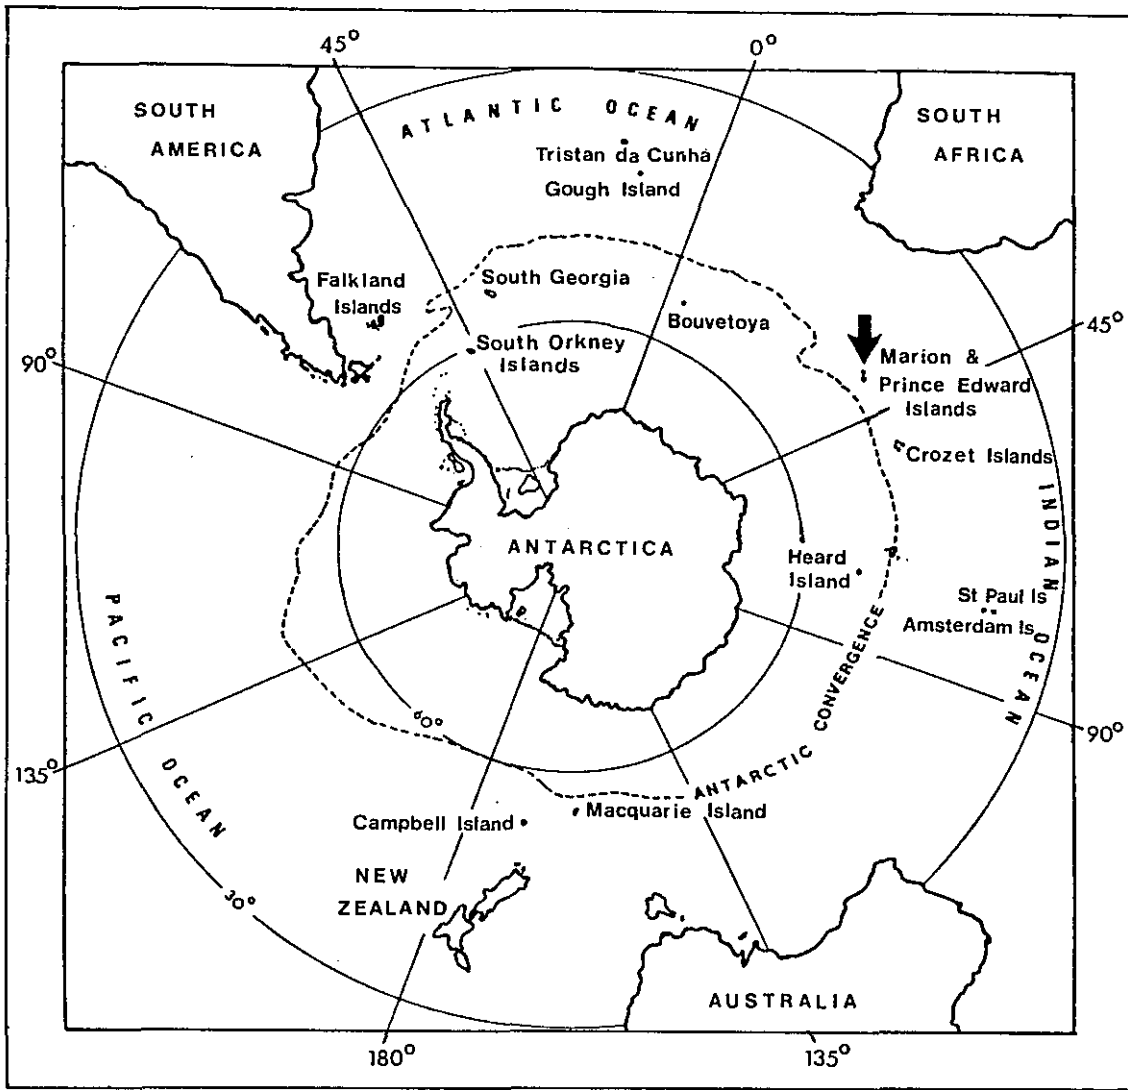 45°
0°
SOUTH
AMERICA
ATLANTIC OCEAN
SOUTH
AFRICA
Tristan da Cunha
Gough Island
Falkland
Islands
South Georgia
Bouvetoya
45°
South Orkney
Islands
Marion &
Prince Edward
Islands
90°
Crozet Islands
ANTARCTICA
Heard
Island
INDIAN OCEAN
St Paul Is
Amsterdam Is
PACIFIC OCEAN
60°
ANTARCTIC CONVERGENCE
90°
135°
Campbell Island
Macquarie Island
NEW
ZEALAND
30°
AUSTRALIA
180°
135°